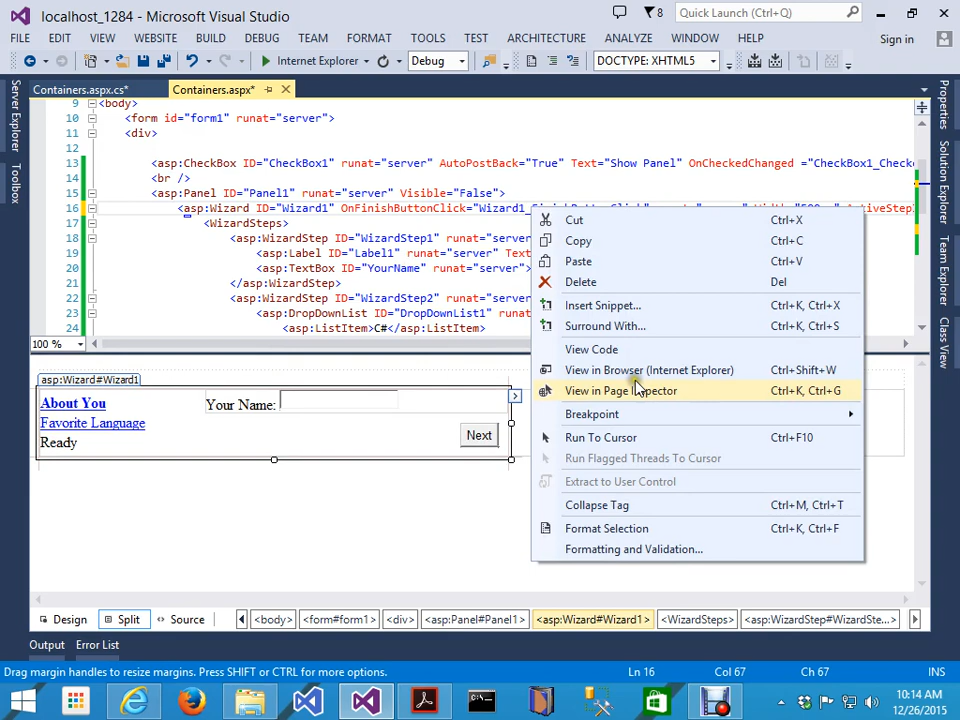 localhost_1284 - Microsoft Visual Studio
8
Quick Launch (Ctrl+Q)
FILE EDIT VIEW WEBSITE BUILD DEBUG TEAM FORMAT TOOLS TEST ARCHITECTURE ANALYZE WINDOW HELP
Sign in
Internet Explorer Debug DOCTYPE: XHTML5
Server Explorer
Toolbox
Containers.aspx.cs* Containers.aspx*
9 <body>
10 <form id="form1" runat="server">
11 <div>
12
13 <asp:CheckBox ID="CheckBox1" runat="server" AutoPostBack="True" Text="Show Panel" OnCheckedChanged ="CheckBox1_Checke
14 <br />
15 <asp:Panel ID="Panel1" runat="server" Visible="False">
16 <asp:Wizard ID="Wizard1" OnFinishButtonClick="Wizard1_
17 <WizardSteps>
18 <asp:WizardStep ID="WizardStep1" runat="server"
19 <asp:Label ID="Label1" runat="server" Text
20 <asp:TextBox ID="YourName" runat="server"
21 </asp:WizardStep>
22 <asp:WizardStep ID="WizardStep2" runat="server"
23 <asp:DropDownList ID="DropDownList1" runat=
24 <asp:ListItem>C#</asp:ListItem>
100 %
Cut Ctrl+X
Copy Ctrl+C
Paste Ctrl+V
Delete Del
Insert Snippet... Ctrl+K, Ctrl+X
Surround With... Ctrl+K, Ctrl+S
View Code
View in Browser (Internet Explorer) Ctrl+Shift+W
View in Page Inspector Ctrl+K, Ctrl+G
Breakpoint
Run To Cursor Ctrl+F10
Run Flagged Threads To Cursor
Extract to User Control
Collapse Tag Ctrl+M, Ctrl+T
Format Selection Ctrl+K, Ctrl+F
Formatting and Validation...
Properties
Solution Explorer
Team Explorer
Class View
asp:Wizard#Wizard1
About You
Favorite Language
Ready
Your Name:
Next
Design Split Source
<body> <form#form1> <div> <asp:Panel#Panel1> <asp:Wizard#Wizard1> <WizardSteps> <asp:WizardStep#WizardSte...>
Output Error List
Drag margin handles to resize margins. Press SHIFT or CTRL for more options. Ln 16 Col 67 Ch 67 INS
10:14 AM
12/26/2015